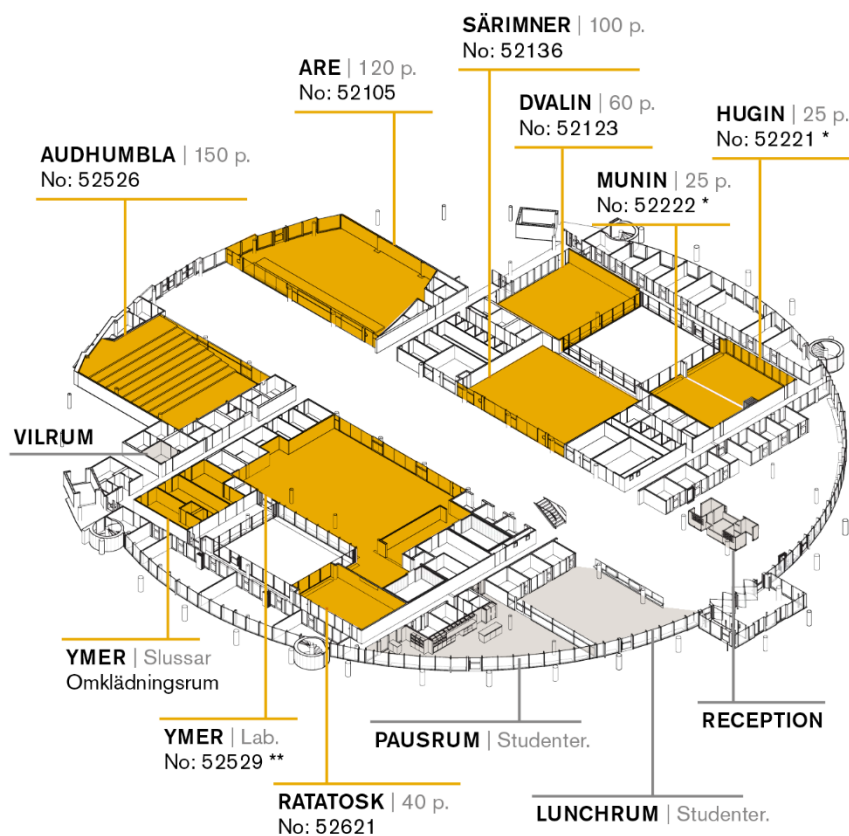 SÄRIMNER | 100 p.
No: 52136
ARE | 120 p.
No: 52105
DVALIN | 60 p.
No: 52123
HUGIN | 25 p.
No: 52221 *
AUDHUMBLA | 150 p.
No: 52526
MUNIN | 25 p.
No: 52222 *
VILRUM
YMER | Slussar
Omklädningsrum
YMER | Lab.
No: 52529 **
PAUSRUM | Studenter.
RECEPTION
RATATOSK | 40 p.
No: 52621
LUNCHRUM | Studenter.